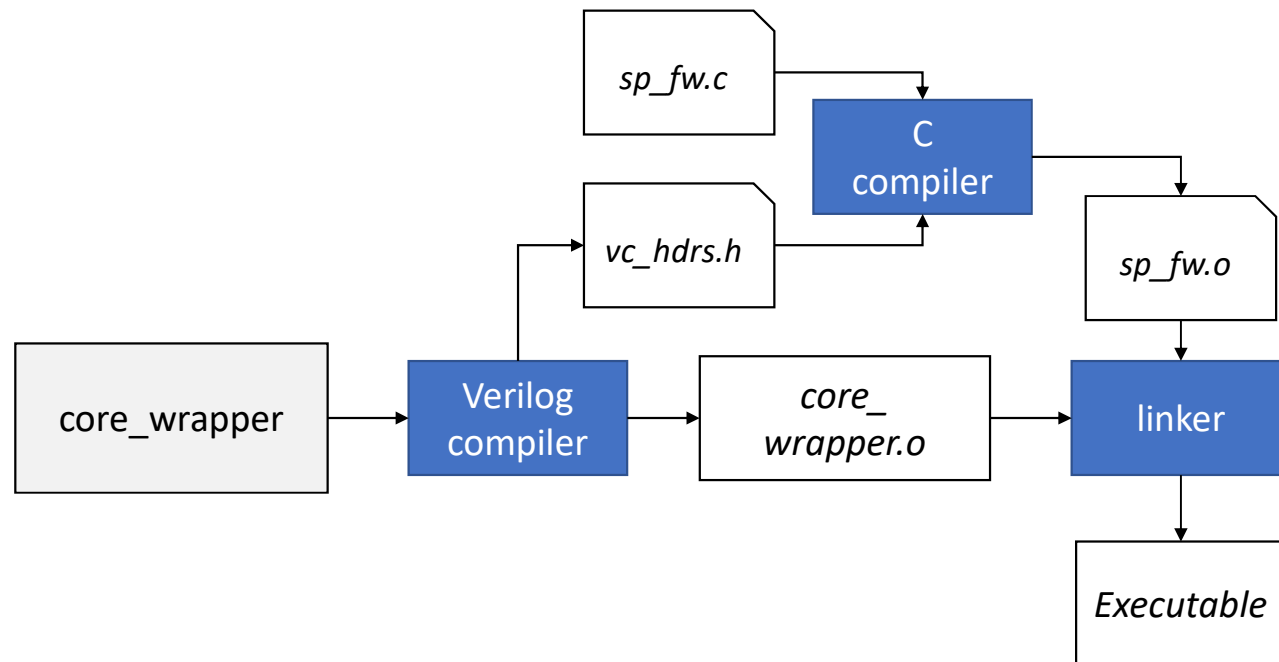 sp_fw.c
C
compiler
vc_hdrs.h
sp_fw.o
core_wrapper
Verilog
compiler
core_
wrapper.o
linker
Executable